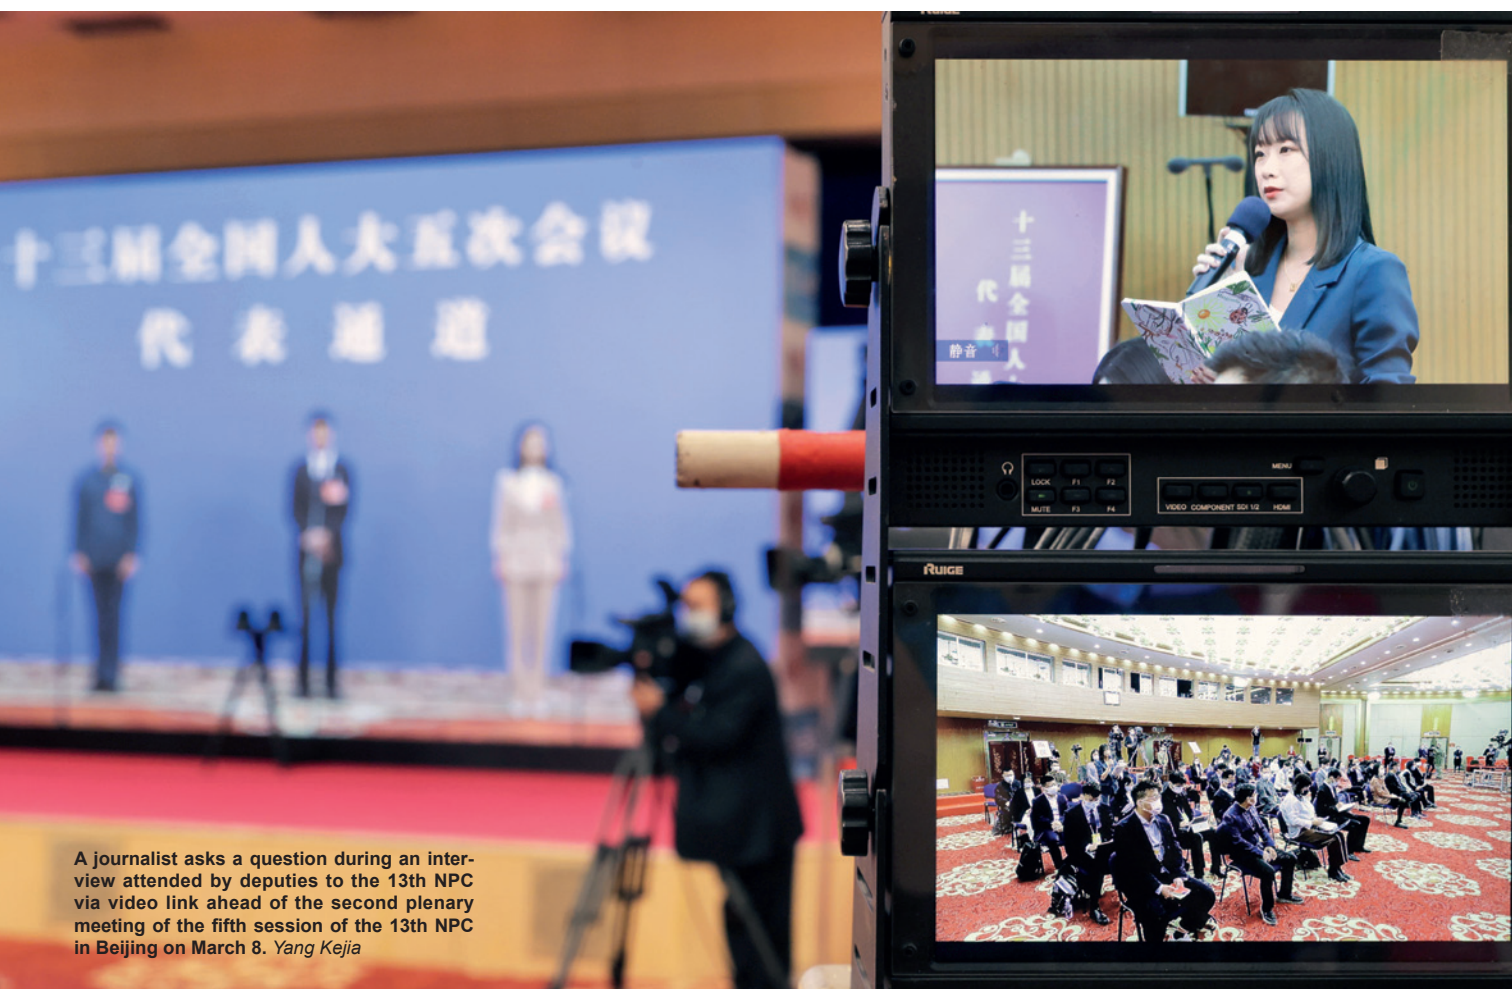 十三届全国人大五次会议
代表通道
RUIGE
十三届全国人
代表通
静音
LOCK F1 F2
MUTE F3 F4
MENU
VIDEO COMPONENT SDI 1/2 HDMI
RUIGE
A journalist asks a question during an inter-
view attended by deputies to the 13th NPC
via video link ahead of the second plenary
meeting of the fifth session of the 13th NPC
in Beijing on March 8. Yang Kejia